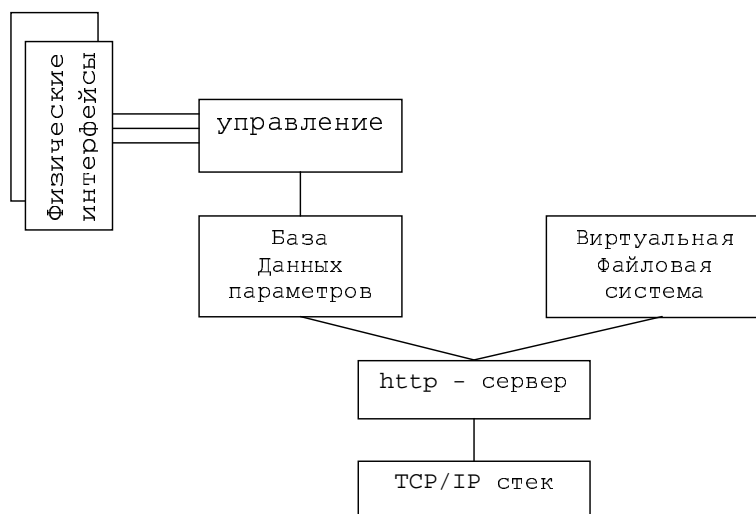 Физические
интерфейсы
управление
База
Данных
параметров
Виртуальная
Файловая
система
http - сервер
TCP/IP стек